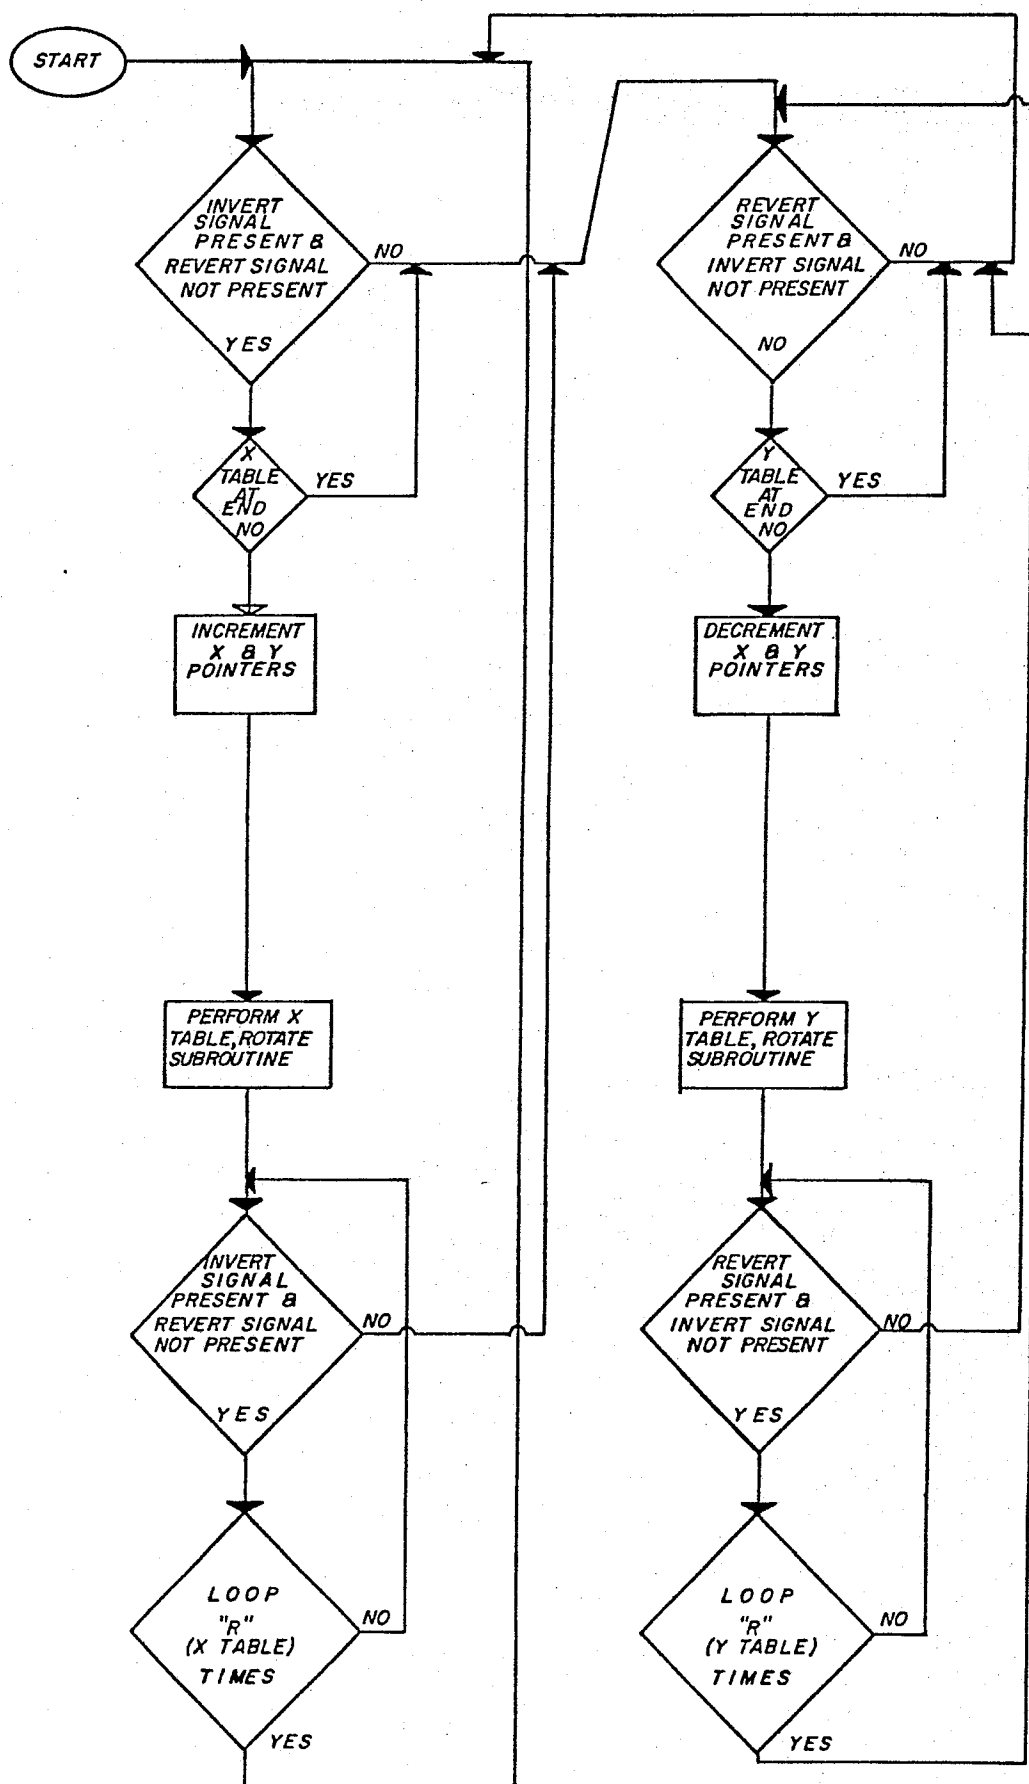 START
INVERT
SIGNAL
PRESENT &
REVERT SIGNAL
NOT PRESENT
YES
NO
X
TABLE
AT
END
NO
YES
INCREMENT
X & Y
POINTERS
PERFORM X
TABLE, ROTATE
SUBROUTINE
INVERT
SIGNAL
PRESENT &
REVERT SIGNAL
NOT PRESENT
YES
NO
LOOP
"R"
(X TABLE)
TIMES
NO
YES
REVERT
SIGNAL
PRESENT &
INVERT SIGNAL
NOT PRESENT
NO
NO
Y
TABLE
AT
END
NO
YES
DECREMENT
X & Y
POINTERS
PERFORM Y
TABLE, ROTATE
SUBROUTINE
REVERT
SIGNAL
PRESENT &
INVERT SIGNAL
NOT PRESENT
YES
NO
LOOP
"R"
(Y TABLE)
TIMES
NO
YES